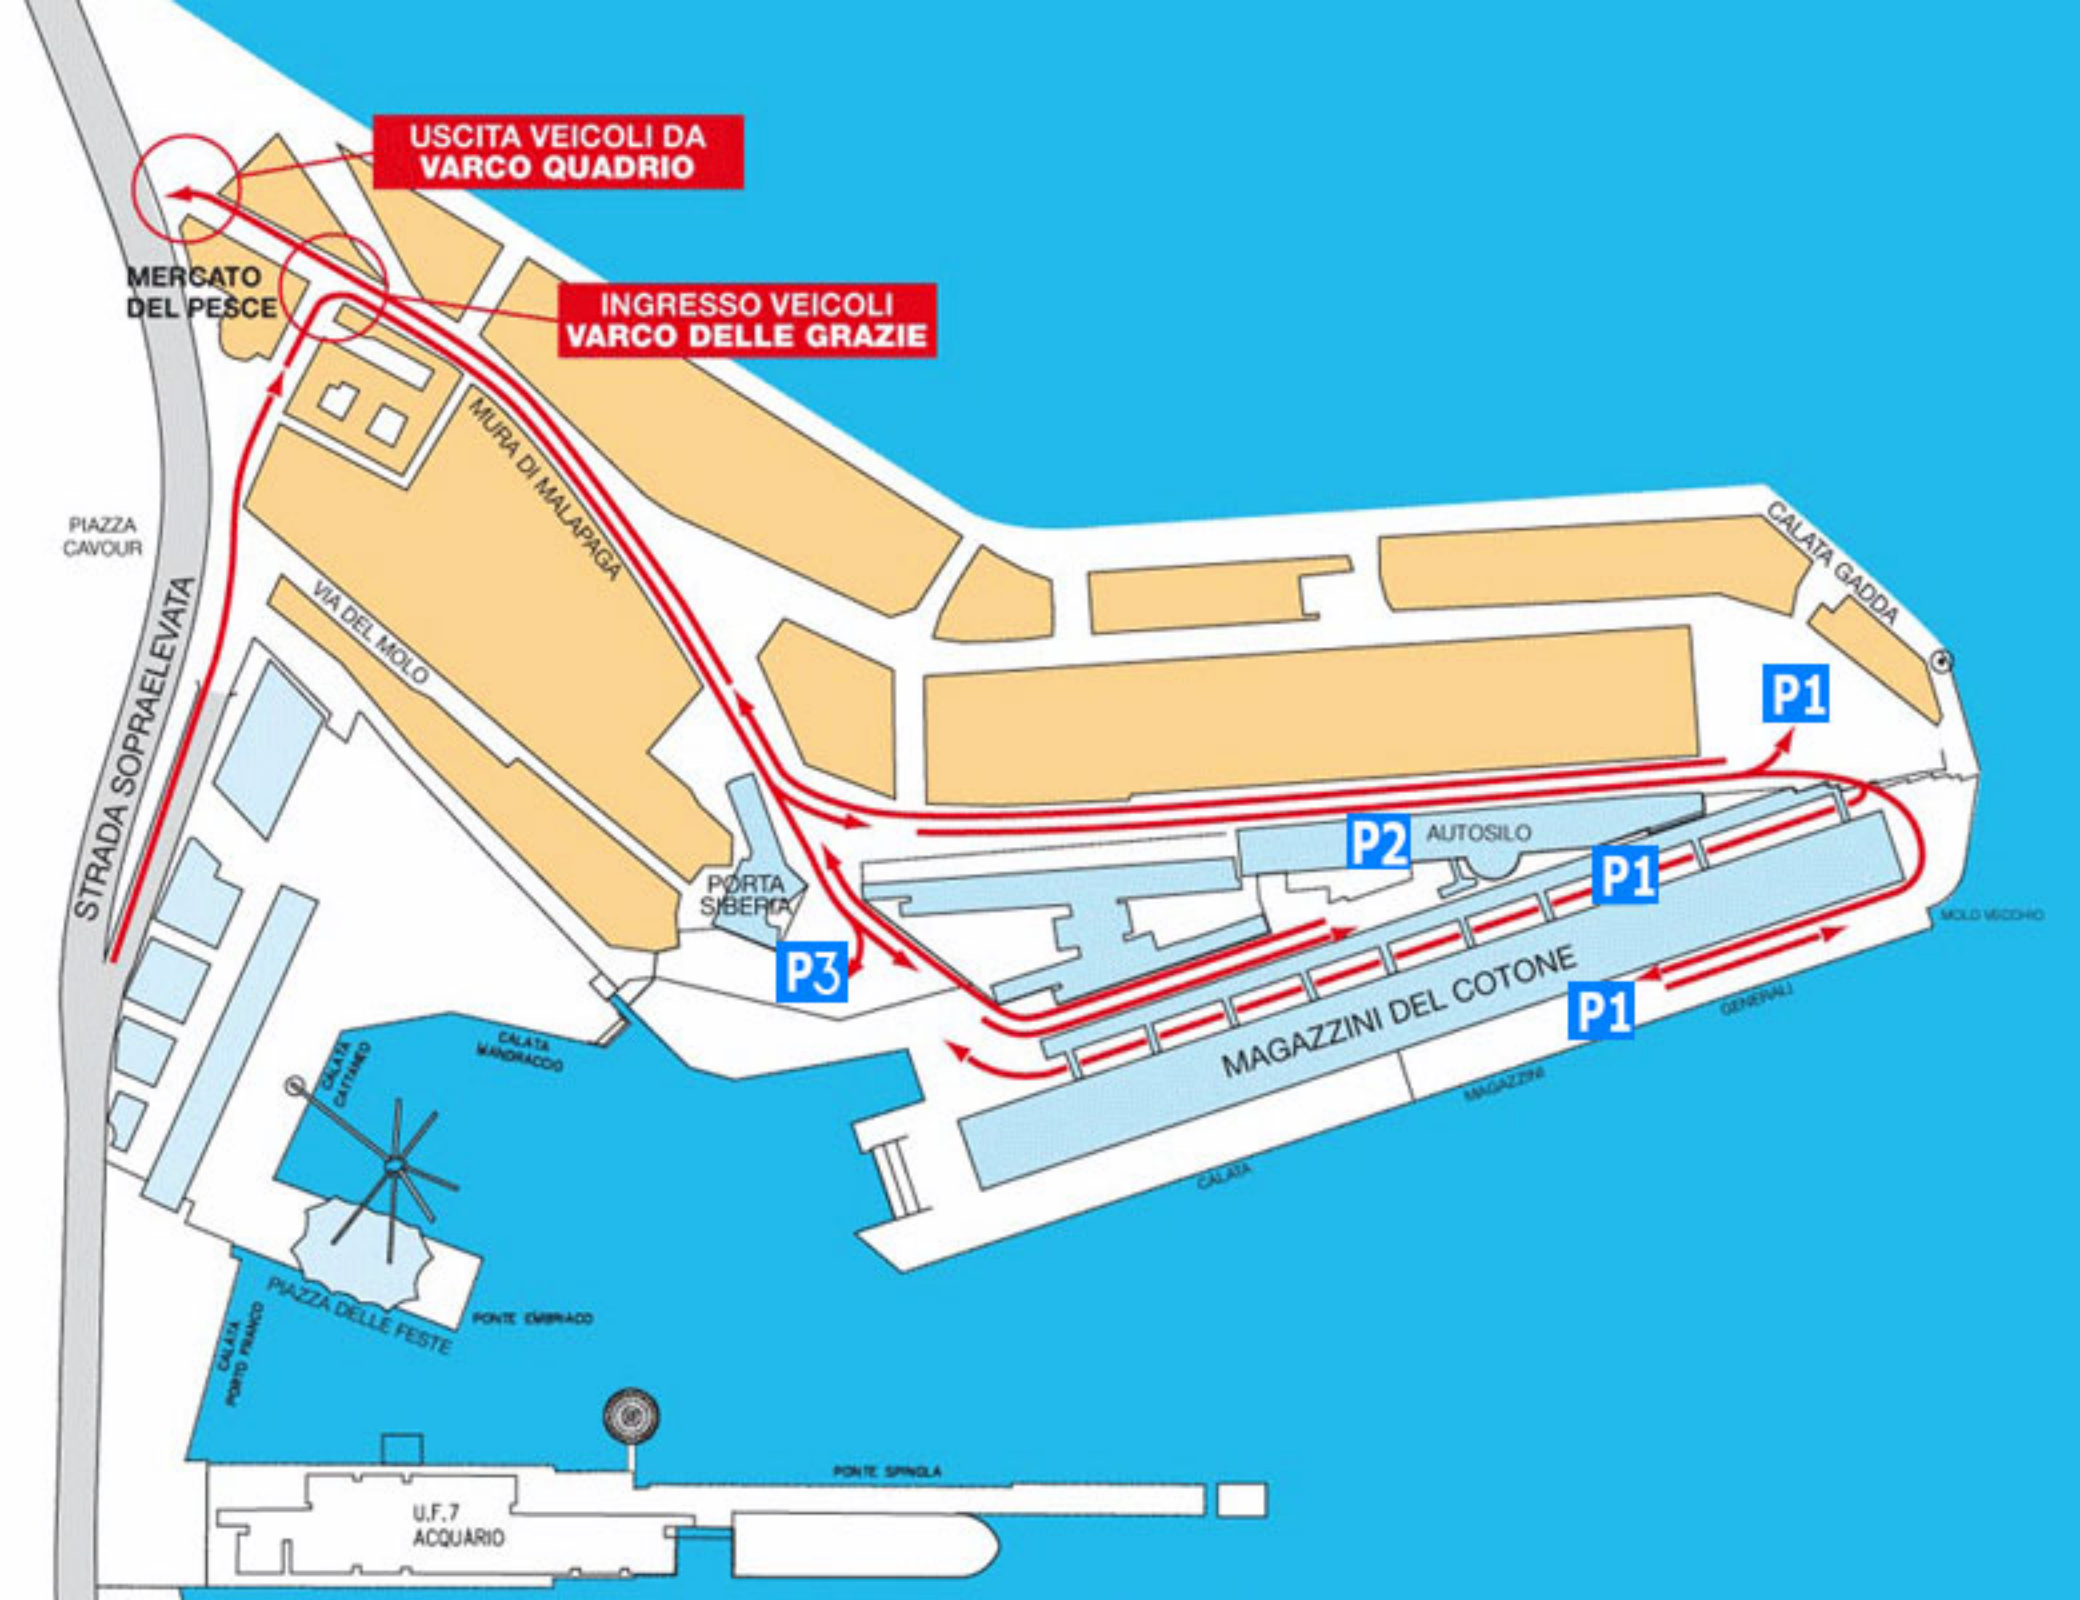 USCITA VEICOLI DA
VARCO QUADRIO
MERCATO
DEL PESCE
INGRESSO VEICOLI
VARCO DELLE GRAZIE
MURA DI MALAPAGA
PIAZZA
CAVOUR
CALATA GADDA
VIA DEL MOLO
STRADA SOPRAELEVATA
P1
P2
AUTOSILO
P1
PORTA
SIBERIA
MOLO VECCHIO
P3
MAGAZZINI DEL COTONE
P1
GENERALI
MAGAZZINI
CALATA
CALATA
MANDRACCIO
CALATA
CATTANEO
PIAZZA DELLE FESTE
PONTE EMBRIACO
CALATA
PORTO FRANCO
PONTE SPINOLA
U.F.7
ACQUARIO